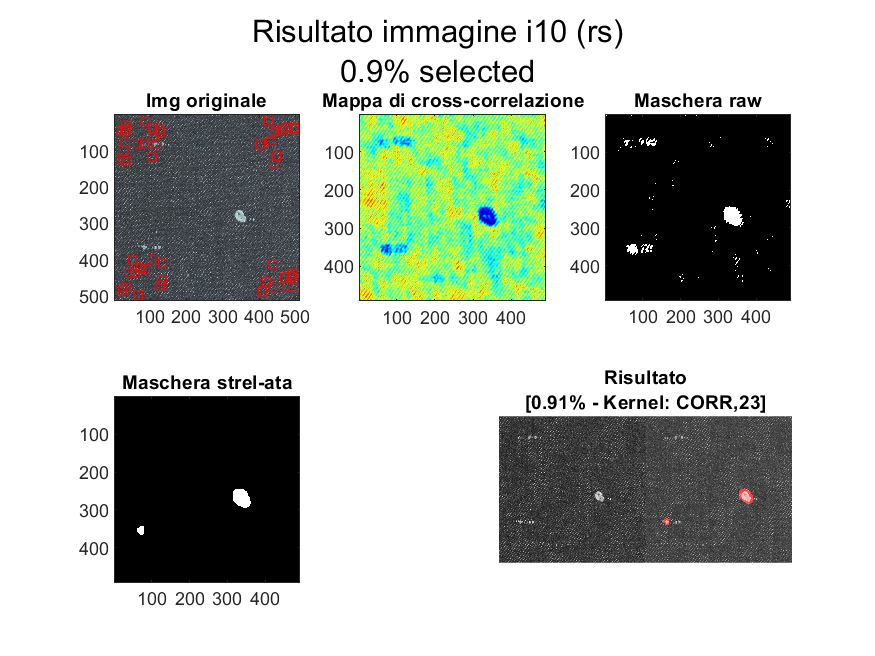 Risultato immagine i10 (rs)
0.9% selected
Img originale
100
200
300
400
500
100 200 300 400 500
Mappa di cross-correlazione
100
200
300
400
100 200 300 400
Maschera raw
100
200
300
400
100 200 300 400
Maschera strel-ata
100
200
300
400
100 200 300 400
Risultato
[0.91% - Kernel: CORR,23]